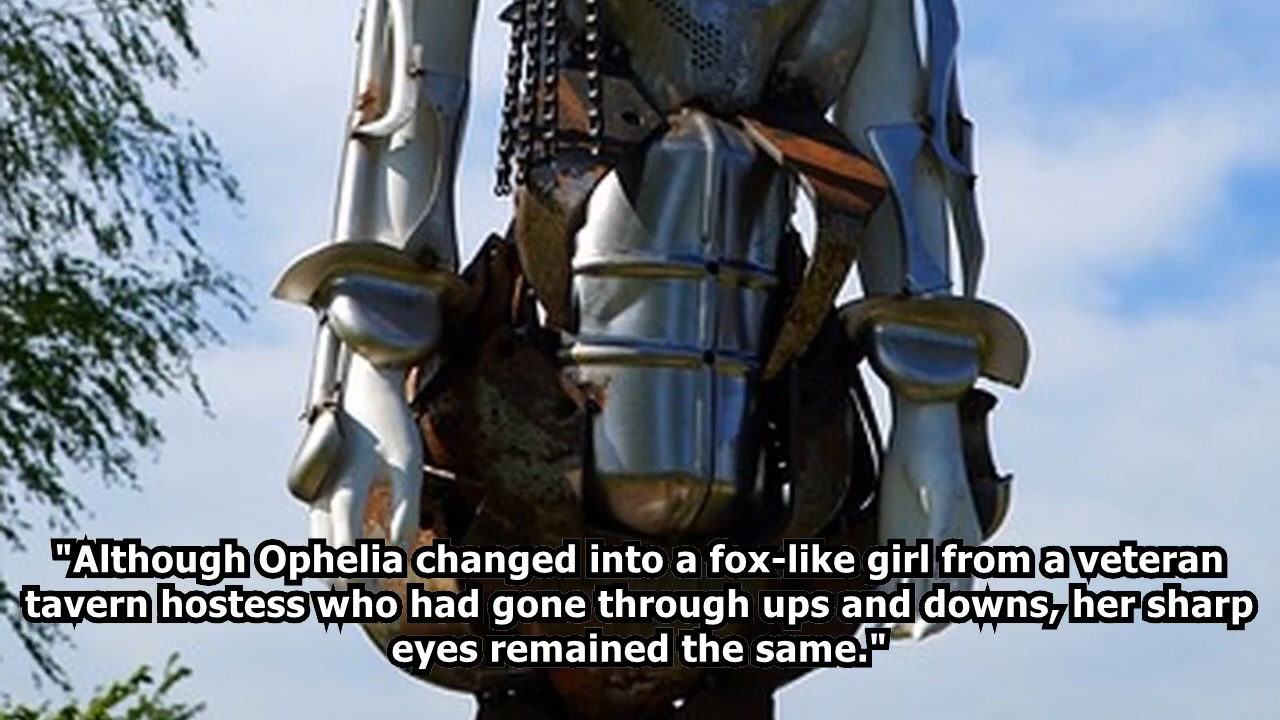 "Although Ophelia changed into a fox-like girl from a veteran
tavern hostess who had gone through ups and downs, her sharp
eyes remained the same."